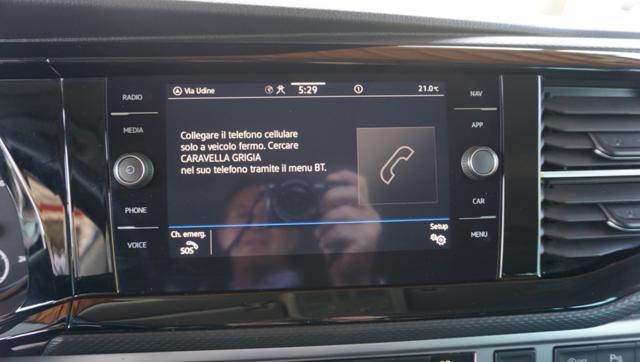 RADIO
MEDIA
PHONE
VOICE
Via Udine
5:29
21.0°C
Collegare il telefono cellulare
solo a veicolo fermo. Cercare
CARAVELLA GRIGIA
nel suo telefono tramite il menu BT.
Ch. emerg.
SOS
Setup
NAV
APP
CAR
MENU